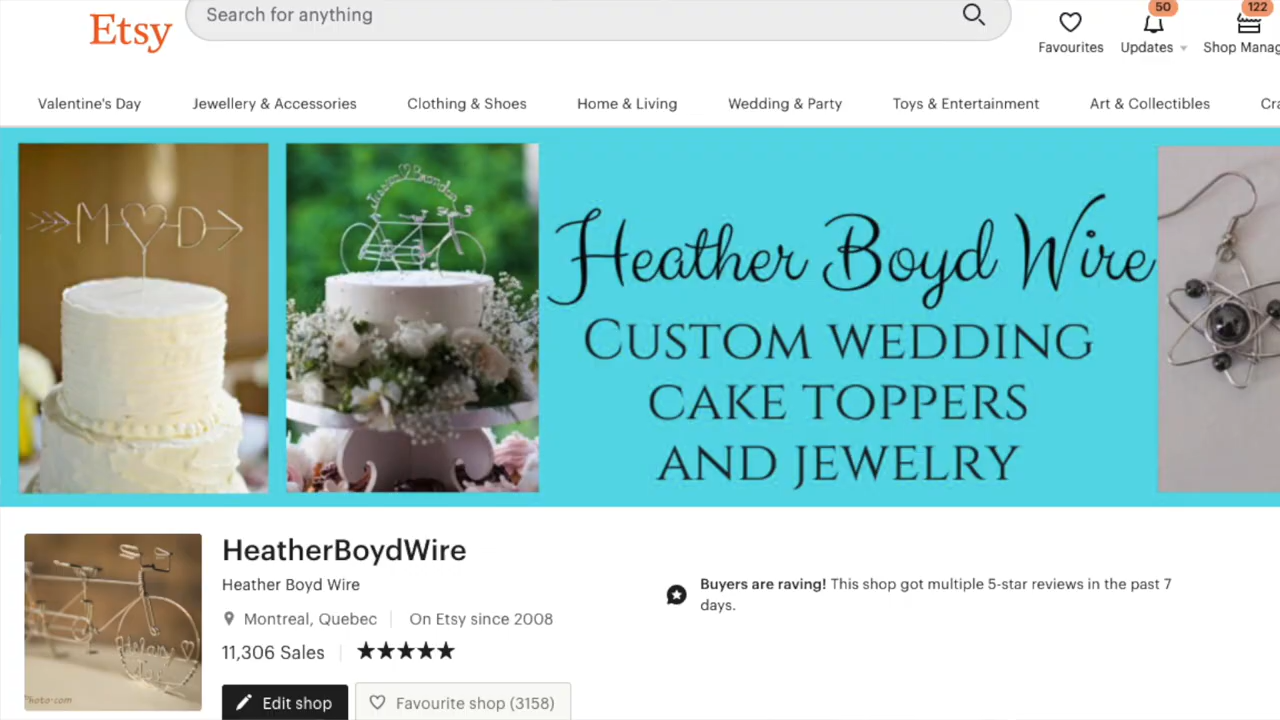 Etsy
Search for anything
50
122
Favourites
Updates
Shop Manag
Valentine's Day
Jewellery & Accessories
Clothing & Shoes
Home & Living
Wedding & Party
Toys & Entertainment
Art & Collectibles
Cra
M D
Jessica Brandon
Heather Boyd Wire
CUSTOM WEDDING
CAKE TOPPERS
AND JEWELRY
HeatherBoydWire
Heather Boyd Wire
Montreal, Quebec
On Etsy since 2008
11,306 Sales
Buyers are raving! This shop got multiple 5-star reviews in the past 7
days.
Edit shop
Favourite shop (3158)